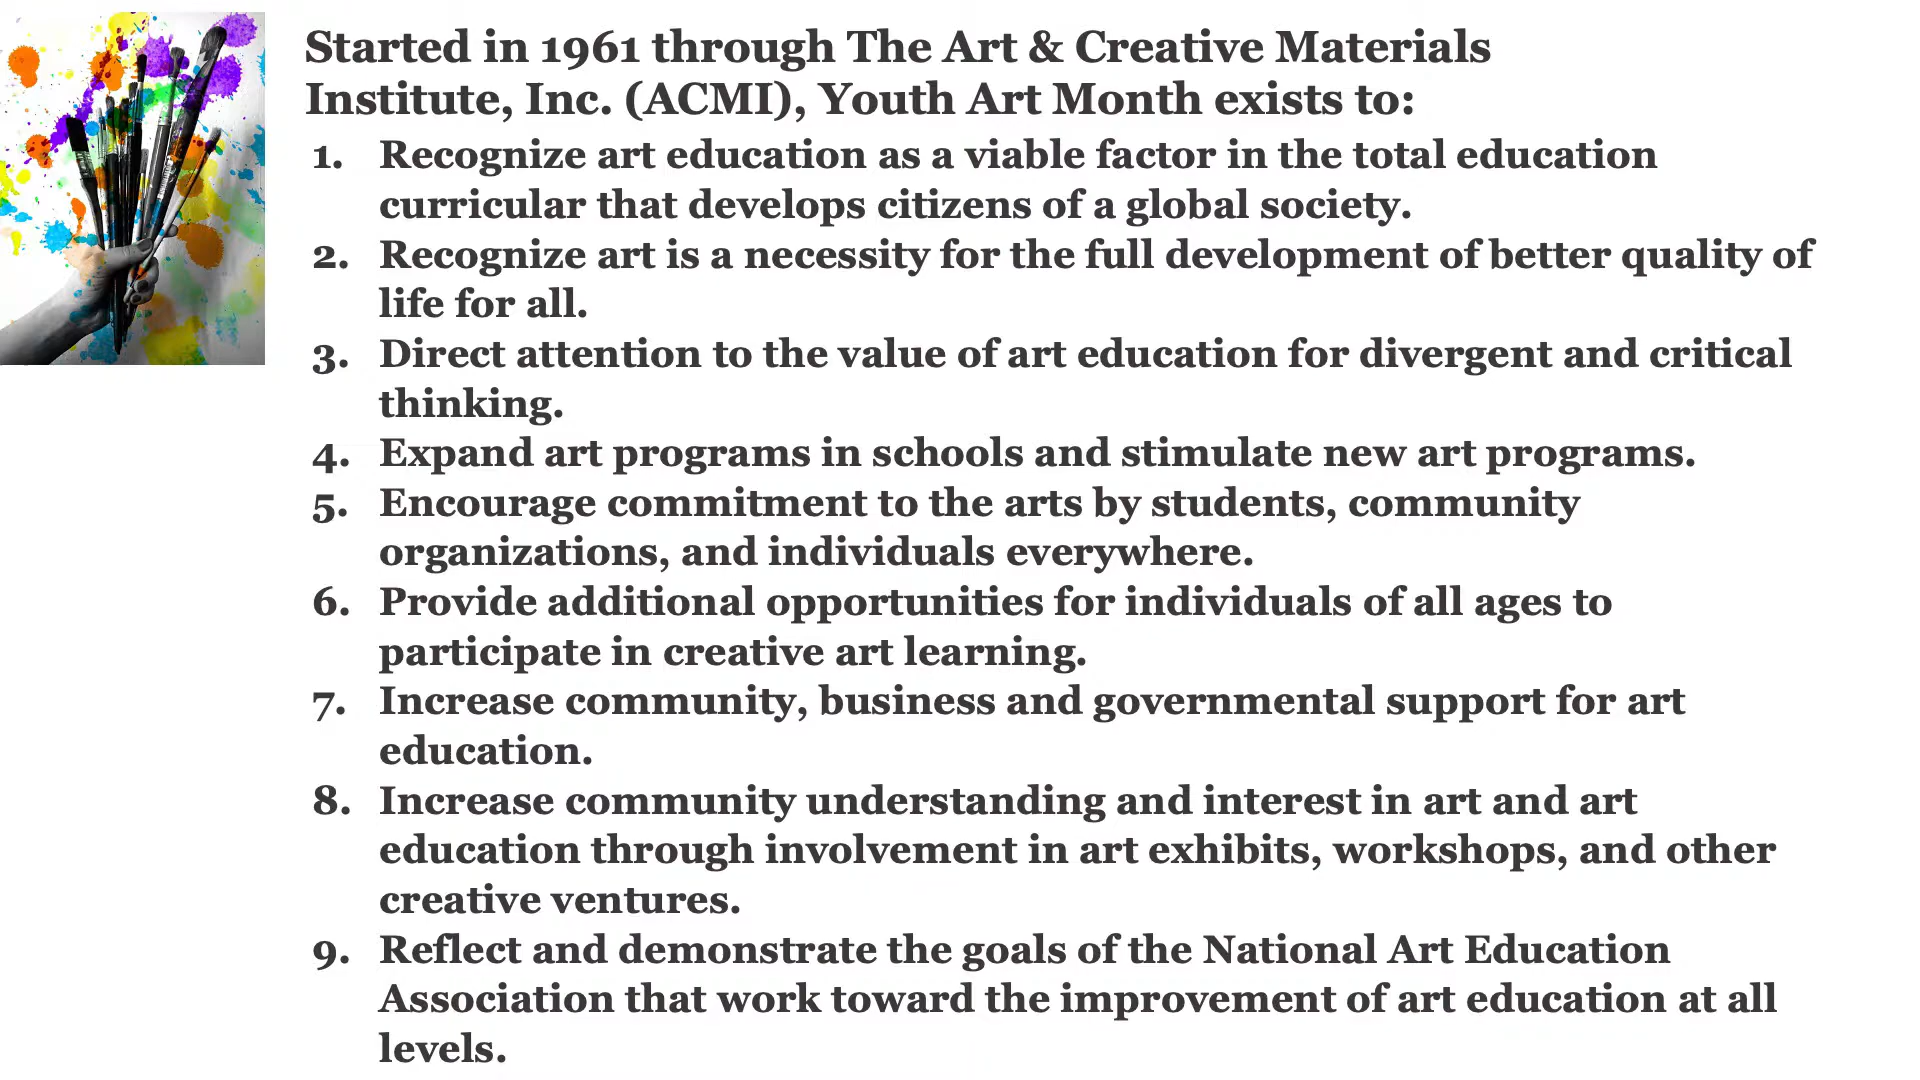 Started in 1961 through The Art & Creative Materials
Institute, Inc. (ACMI), Youth Art Month exists to:
1. Recognize art education as a viable factor in the total education
curricular that develops citizens of a global society.
2. Recognize art is a necessity for the full development of better quality of
life for all.
3. Direct attention to the value of art education for divergent and critical
thinking.
4. Expand art programs in schools and stimulate new art programs.
5. Encourage commitment to the arts by students, community
organizations, and individuals everywhere.
6. Provide additional opportunities for individuals of all ages to
participate in creative art learning.
7. Increase community, business and governmental support for art
education.
8. Increase community understanding and interest in art and art
education through involvement in art exhibits, workshops, and other
creative ventures.
9. Reflect and demonstrate the goals of the National Art Education
Association that work toward the improvement of art education at all
levels.